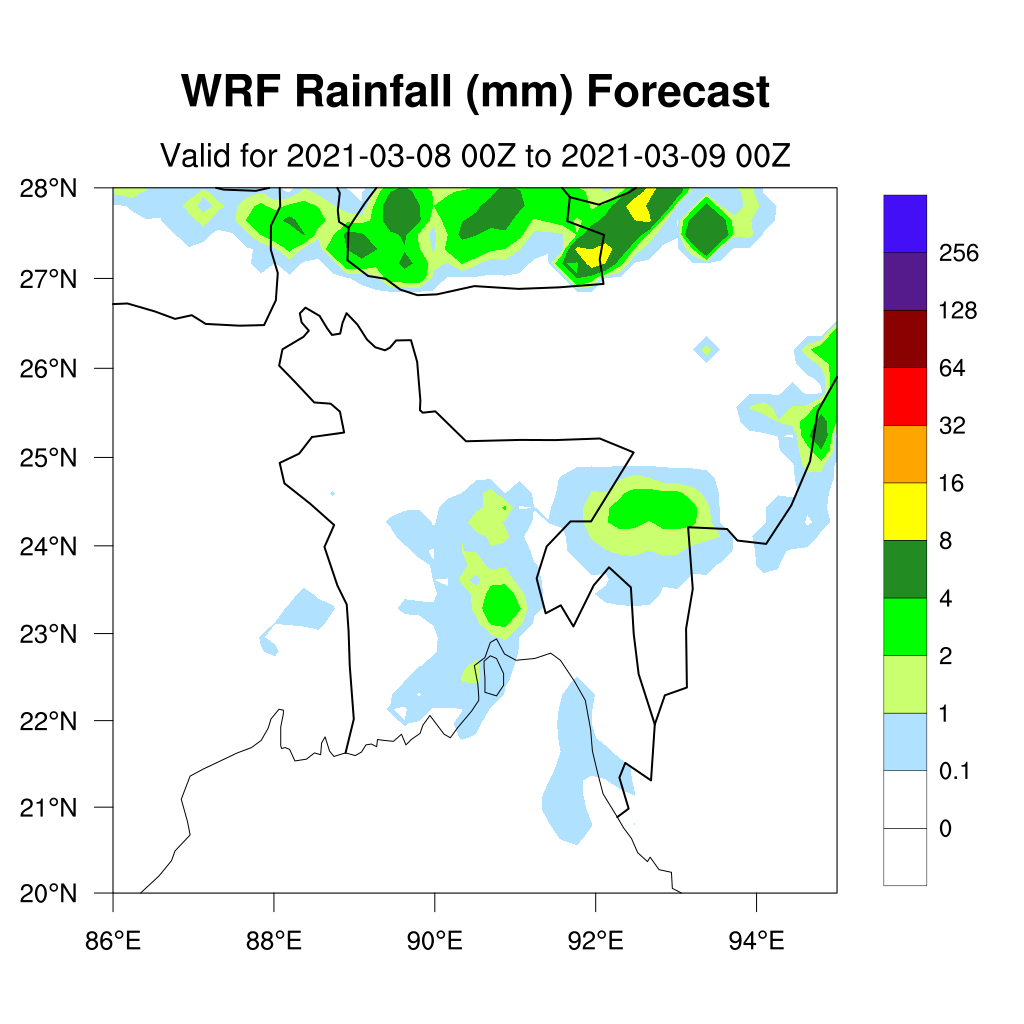 WRF Rainfall (mm) Forecast
Valid for 2021-03-08 00Z to 2021-03-09 00Z
28°N
27°N
26°N
25°N
24°N
23°N
22°N
21°N
20°N
86°E
88°E
90°E
92°E
94°E
256
128
64
32
16
8
4
2
1
0.1
0